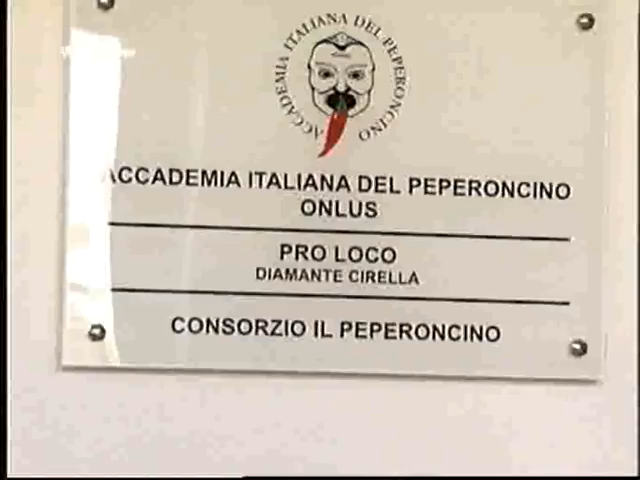 ACCADEMIA ITALIANA DEL PEPERONCINO
ACCADEMIA ITALIANA DEL PEPERONCINO
ONLUS
PRO LOCO
DIAMANTE CIRELLA
CONSORZIO IL PEPERONCINO